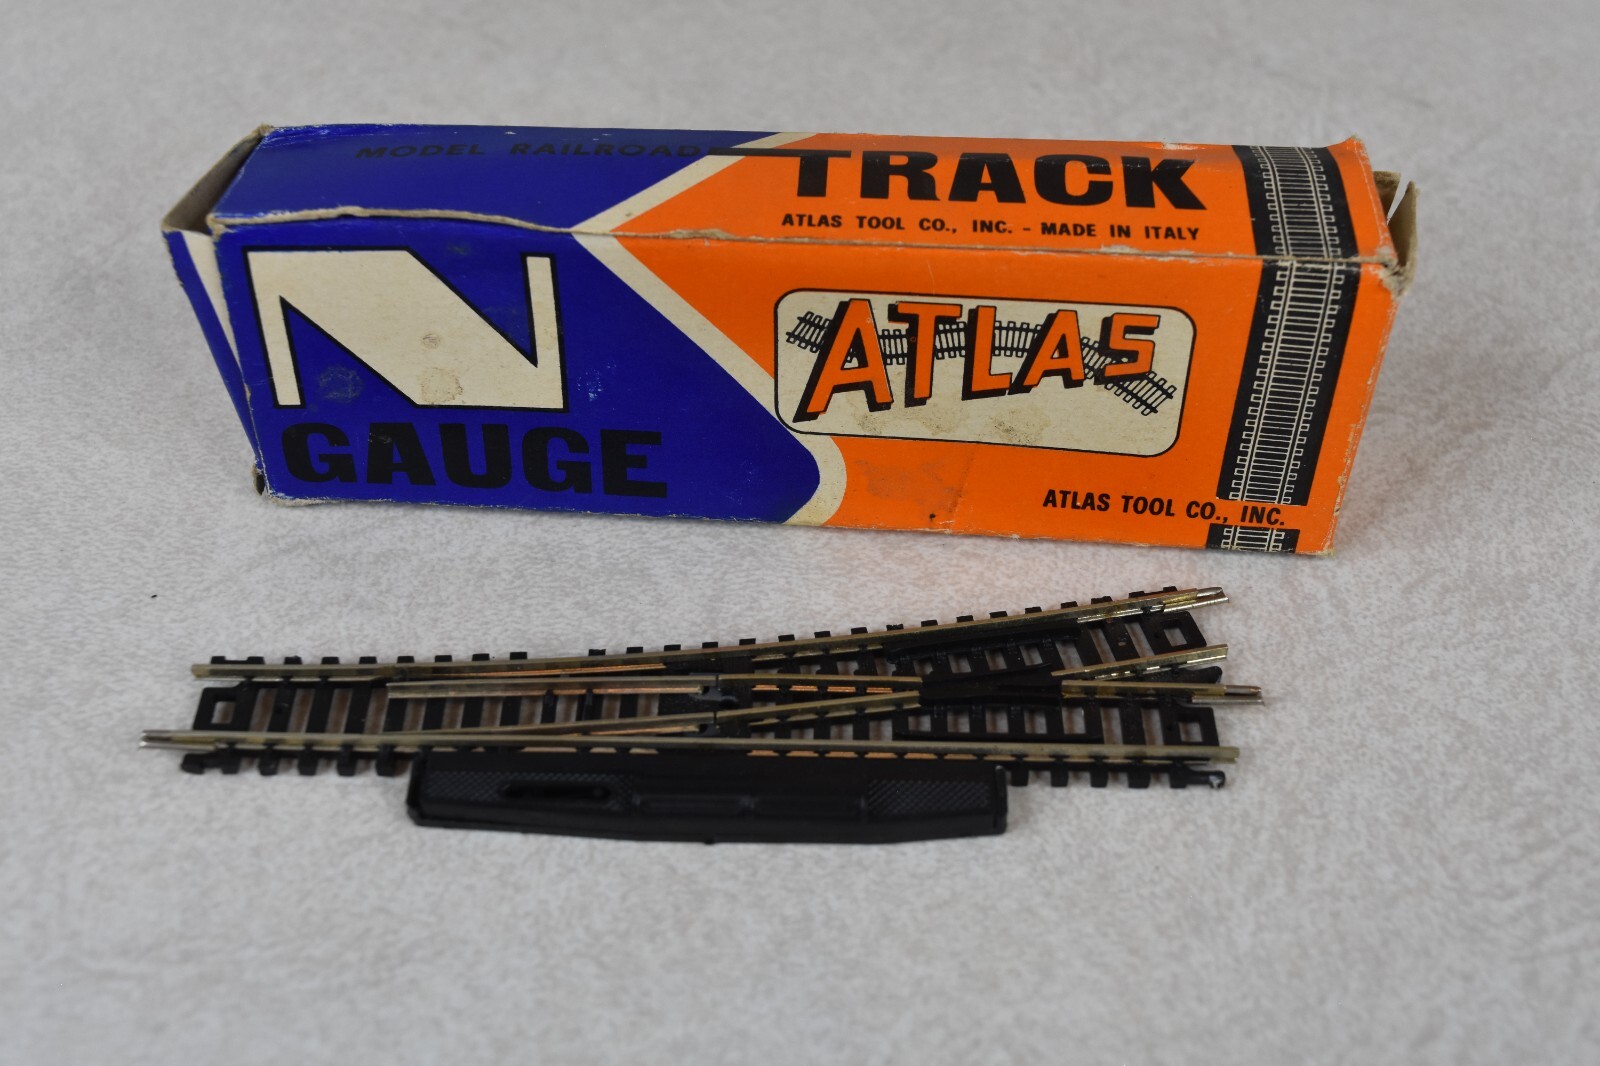 MODEL RAILROAD
TRACK
ATLAS TOOL CO., INC. - MADE IN ITALY
N
GAUGE
ATLAS
ATLAS TOOL CO., INC.